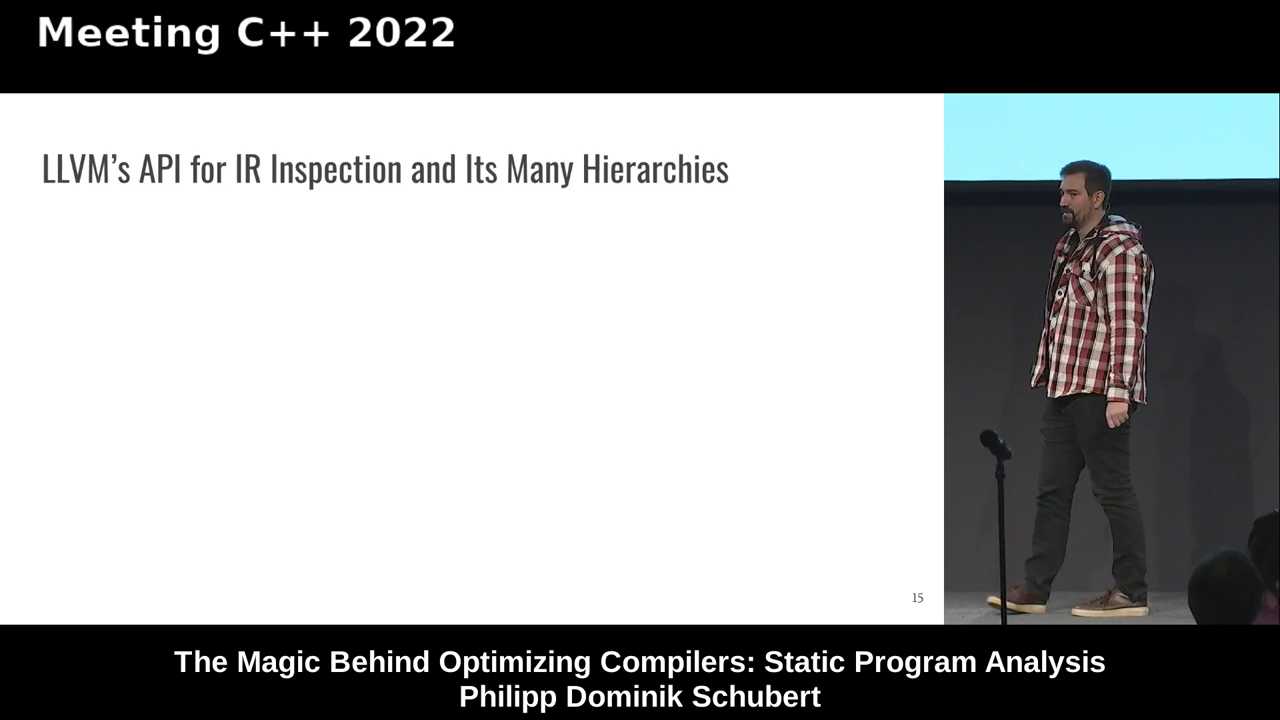 Meeting C++ 2022
LLVM’s API for IR Inspection and Its Many Hierarchies
15
The Magic Behind Optimizing Compilers: Static Program Analysis
Philipp Dominik Schubert